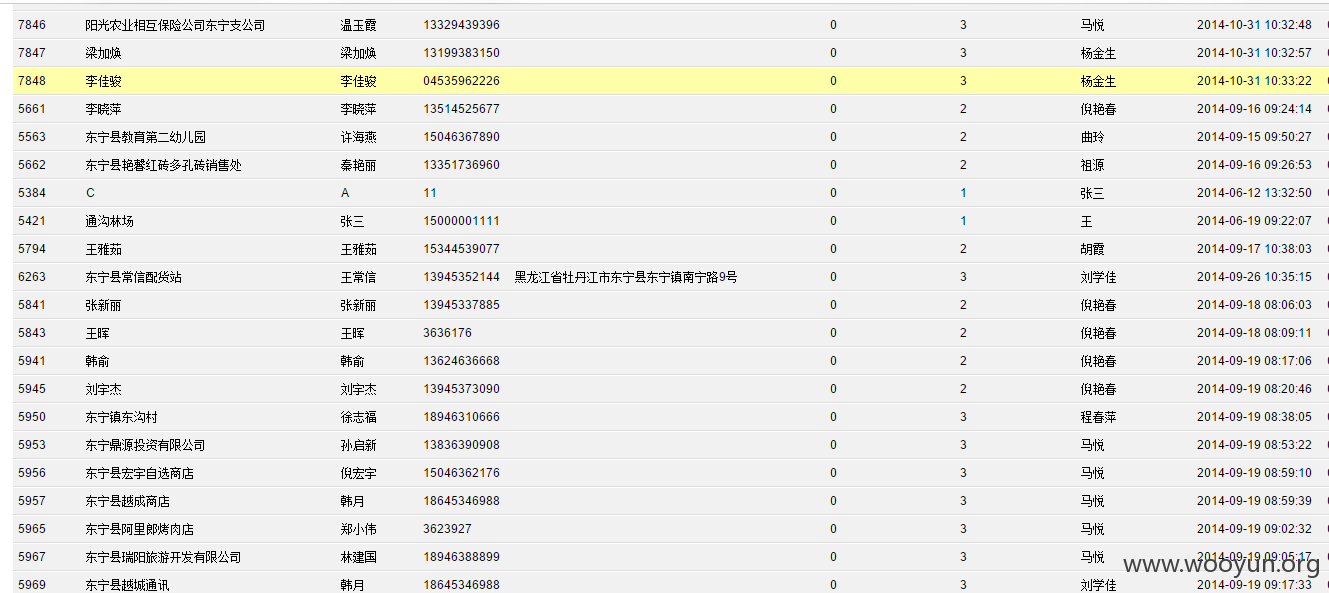 7846 阳光农业相互保险公司东宁支公司 温玉霞 13329439396 0 3 马悦 2014-10-31 10:32:48
7847 梁加焕 梁加焕 13199383150 0 3 杨金生 2014-10-31 10:32:57
7848 李佳骏 李佳骏 04535962226 0 3 杨金生 2014-10-31 10:33:22
5661 李晓萍 李晓萍 13514525677 0 2 倪艳春 2014-09-16 09:24:14
5563 东宁县教育第二幼儿园 许海燕 15046367890 0 2 曲玲 2014-09-15 09:50:27
5662 东宁县艳馨红砖多孔砖销售处 秦艳丽 13351736960 0 2 祖源 2014-09-16 09:26:53
5384 C A 11 0 1 张三 2014-06-12 13:32:50
5421 通沟林场 张三 15000001111 0 1 王 2014-06-19 09:22:07
5794 王雅茹 王雅茹 15344539077 0 2 胡霞 2014-09-17 10:38:03
6263 东宁县常信配货站 王常信 13945352144 黑龙江省牡丹江市东宁县东宁镇南宁路9号 0 3 刘学佳 2014-09-26 10:35:15
5841 张新丽 张新丽 13945337885 0 2 倪艳春 2014-09-18 08:06:03
5843 王晖 王晖 3636176 0 2 倪艳春 2014-09-18 08:09:11
5941 韩俞 韩俞 13624636668 0 2 倪艳春 2014-09-19 08:17:06
5945 刘宇杰 刘宇杰 13945373090 0 2 倪艳春 2014-09-19 08:20:46
5950 东宁镇东沟村 徐志福 18946310666 0 3 程春萍 2014-09-19 08:38:05
5953 东宁鼎源投资有限公司 孙启新 13836390908 0 3 马悦 2014-09-19 08:53:22
5956 东宁县宏宇自选商店 倪宏宇 15046362176 0 3 马悦 2014-09-19 08:59:10
5957 东宁县越成商店 韩月 18645346988 0 3 马悦 2014-09-19 08:59:39
5965 东宁县阿里郎烤肉店 郑小伟 3623927 0 3 马悦 2014-09-19 09:02:32
5967 东宁县瑞阳旅游开发有限公司 林建国 18946388899 0 3 马悦 2014-09-19 09:05:17
www.wooyun.org
5969 东宁县越城通讯 韩月 18645346988 0 3 刘学佳 2014-09-19 09:17:33